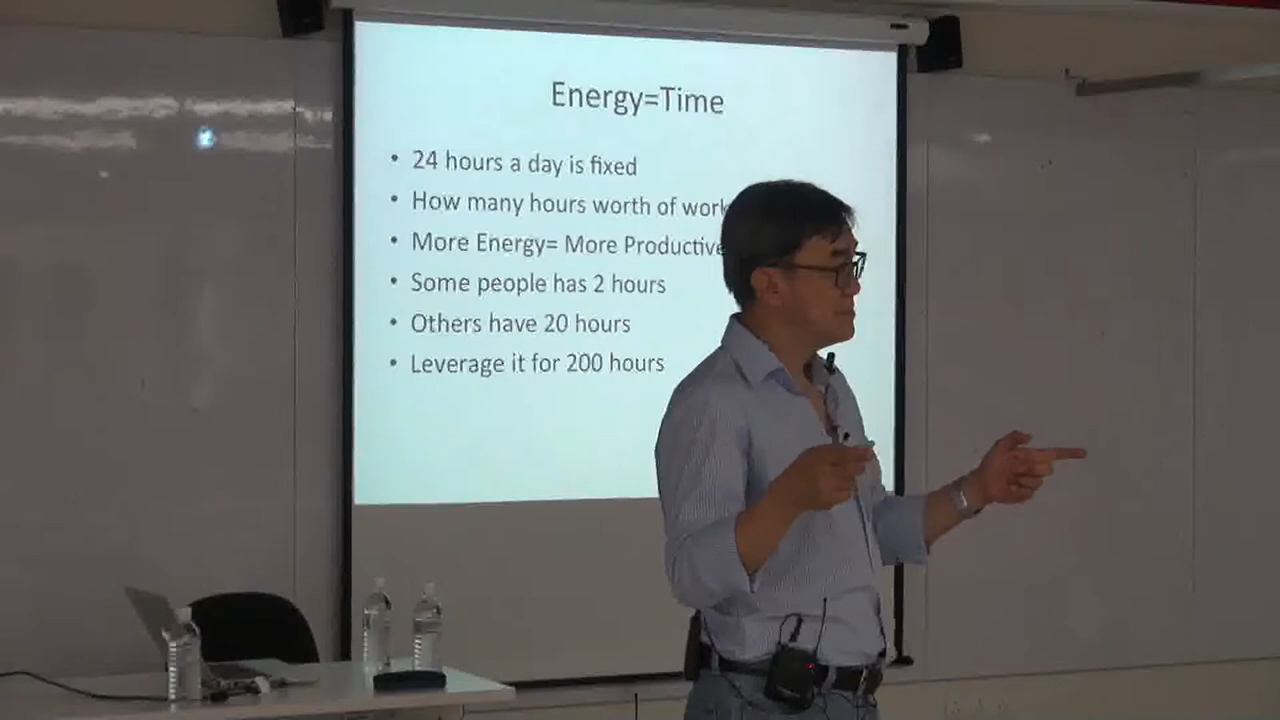 Energy=Time
• 24 hours a day is fixed
• How many hours worth of work
• More Energy= More Productive
• Some people has 2 hours
• Others have 20 hours
• Leverage it for 200 hours